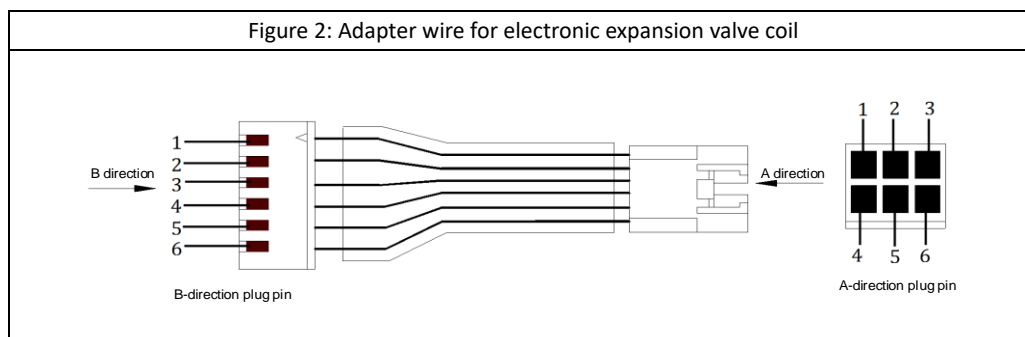 Figure 2: Adapter wire for electronic expansion valve coil
1 2 3
1
2
B direction
3
A direction
4
5
6
4 5 6
B-direction plug pin
A-direction plug pin